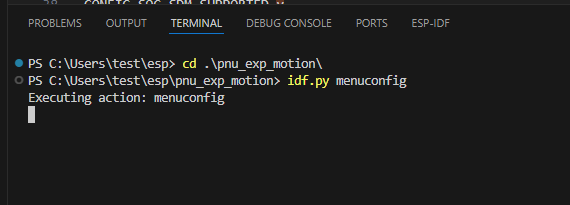 CONFIG_SOC_SDM_SUPPORTED
PROBLEMS OUTPUT TERMINAL DEBUG CONSOLE PORTS ESP-IDF
PS C:\Users\test\esp> cd .\pnu_exp_motion\
PS C:\Users\test\esp\pnu_exp_motion> idf.py menuconfig
Executing action: menuconfig